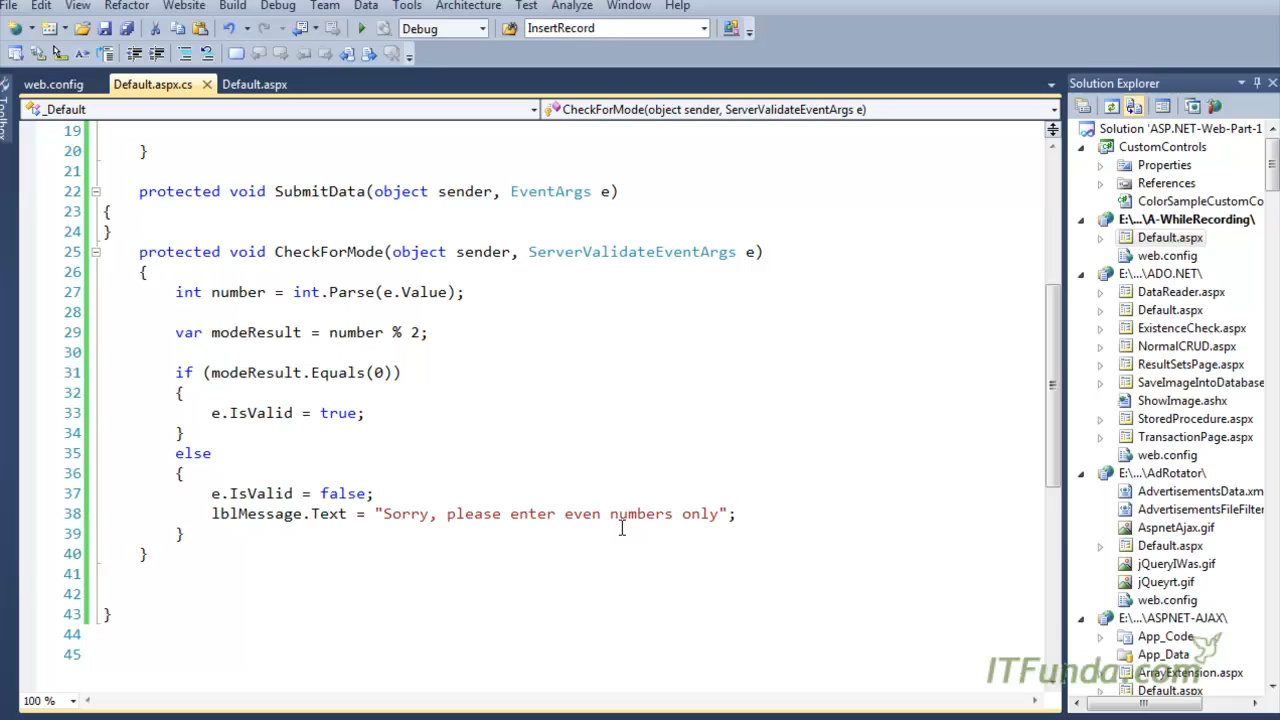 File Edit View Refactor Website Build Debug Team Data Tools Architecture Test Analyze Window Help
Debug InsertRecord
web.config Default.aspx.cs Default.aspx
_Default CheckForMode(object sender, ServerValidateEventArgs e)
19
20 }
21
22 protected void SubmitData(object sender, EventArgs e)
23 {
24 }
25 protected void CheckForMode(object sender, ServerValidateEventArgs e)
26 {
27 int number = int.Parse(e.Value);
28
29 var modeResult = number % 2;
30
31 if (modeResult.Equals(0))
32 {
33 e.IsValid = true;
34 }
35 else
36 {
37 e.IsValid = false;
38 lblMessage.Text = "Sorry, please enter even numbers only";
39 }
40 }
41
42
43 }
44
45
100 %
Toolbox
Solution Explorer
Solution 'ASP.NET-Web-Part-1
CustomControls
Properties
References
ColorSampleCustomCo
E:\...\A-WhileRecording\
Default.aspx
web.config
E:\...\ADO.NET\
DataReader.aspx
Default.aspx
ExistenceCheck.aspx
NormalCRUD.aspx
ResultSetsPage.aspx
SaveImageIntoDatabase
ShowImage.ashx
StoredProcedure.aspx
TransactionPage.aspx
web.config
E:\...\AdRotator\
AdvertisementsData.xm
AdvertisementsFileFilter
AspnetAjax.gif
Default.aspx
jQueryIWas.gif
jQueyrt.gif
web.config
E:\...\ASPNET-AJAX\
App_Code
App_Data
ArrayExtension.aspx
Default.aspx
ITFunda.com